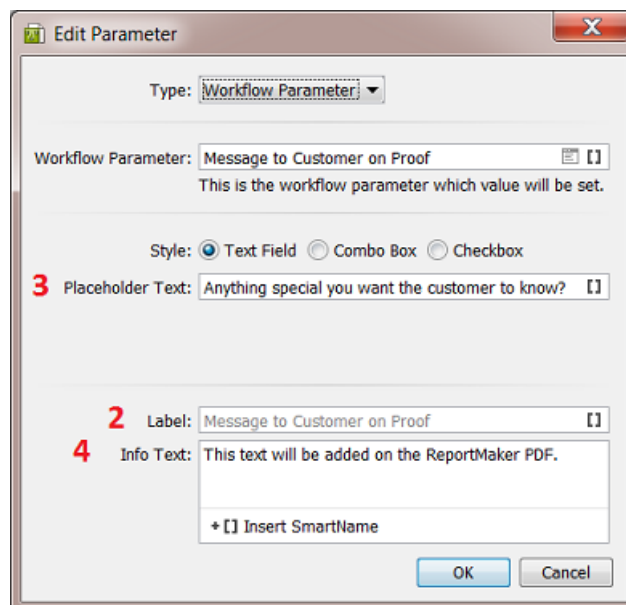 Edit Parameter
Type: Workflow Parameter
Workflow Parameter: Message to Customer on Proof []
This is the workflow parameter which value will be set.
Style: Text Field Combo Box Checkbox
3 Placeholder Text: Anything special you want the customer to know? []
2 Label: Message to Customer on Proof []
4 Info Text: This text will be added on the ReportMaker PDF.
+ [] Insert SmartName
OK Cancel